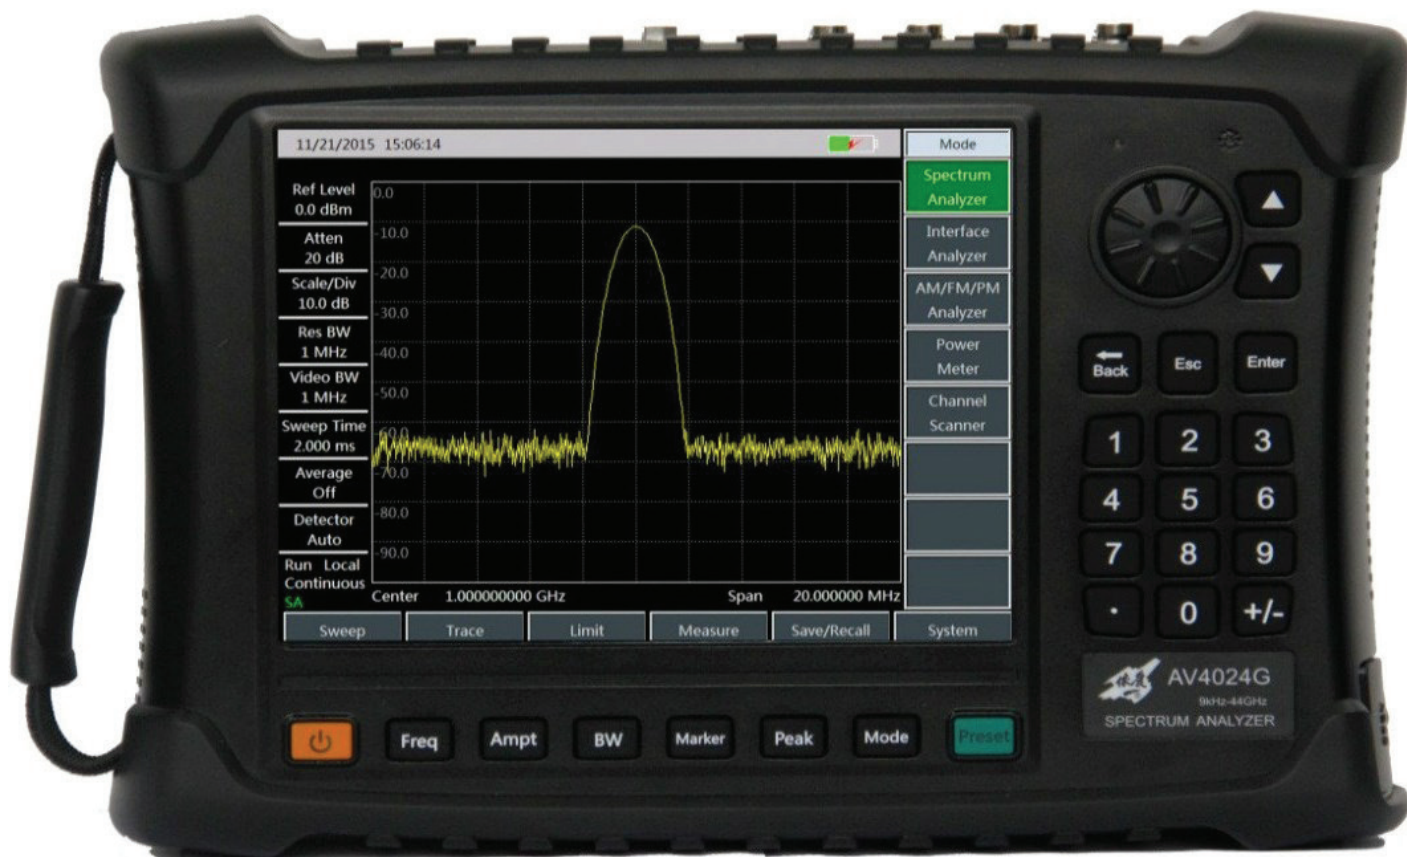 11/21/2015 15:06:14
Mode
Ref Level
0.0 dBm
Atten
20 dB
Scale/Div
10.0 dB
Res BW
1 MHz
Video BW
1 MHz
Sweep Time
2.000 ms
Average
Off
Detector
Auto
Run Local
Continuous
SA
0.0
-10.0
-20.0
-30.0
-40.0
-50.0
-60.0
-70.0
-80.0
-90.0
Center 1.000000000 GHz Span 20.000000 MHz
Spectrum
Analyzer
Interface
Analyzer
AM/FM/PM
Analyzer
Power
Meter
Channel
Scanner
Sweep Trace Limit Measure Save/Recall System
Back Esc Enter
1 2 3
4 5 6
7 8 9
. 0 +/-
AV4024G
9kHz-44GHz
SPECTRUM ANALYZER
Freq Ampt BW Marker Peak Mode Preset